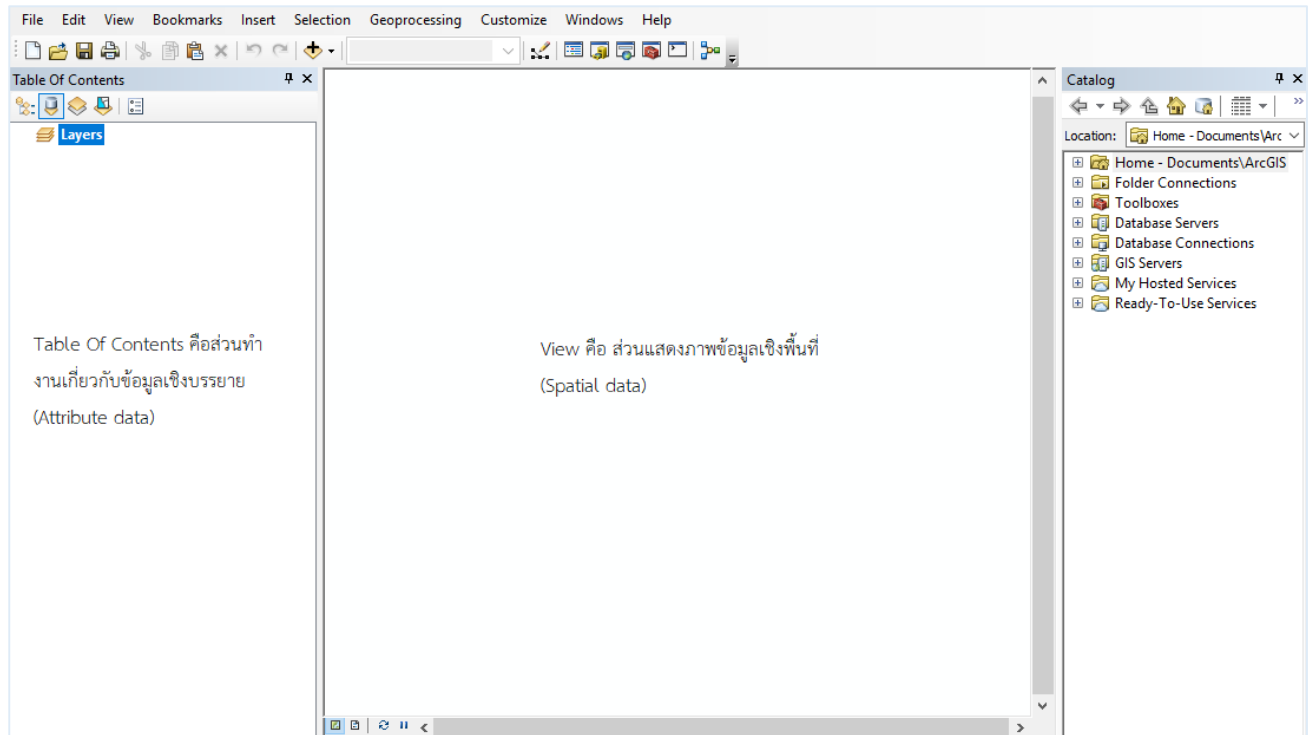 File Edit View Bookmarks Insert Selection Geoprocessing Customize Windows Help
Table Of Contents
Layers
Table Of Contents คือส่วนทำ
งานเกี่ยวกับข้อมูลเชิงบรรยาย
(Attribute data)
View คือ ส่วนแสดงภาพข้อมูลเชิงพื้นที่
(Spatial data)
Catalog
Location: Home - Documents\Arc
Home - Documents\ArcGIS
Folder Connections
Toolboxes
Database Servers
Database Connections
GIS Servers
My Hosted Services
Ready-To-Use Services